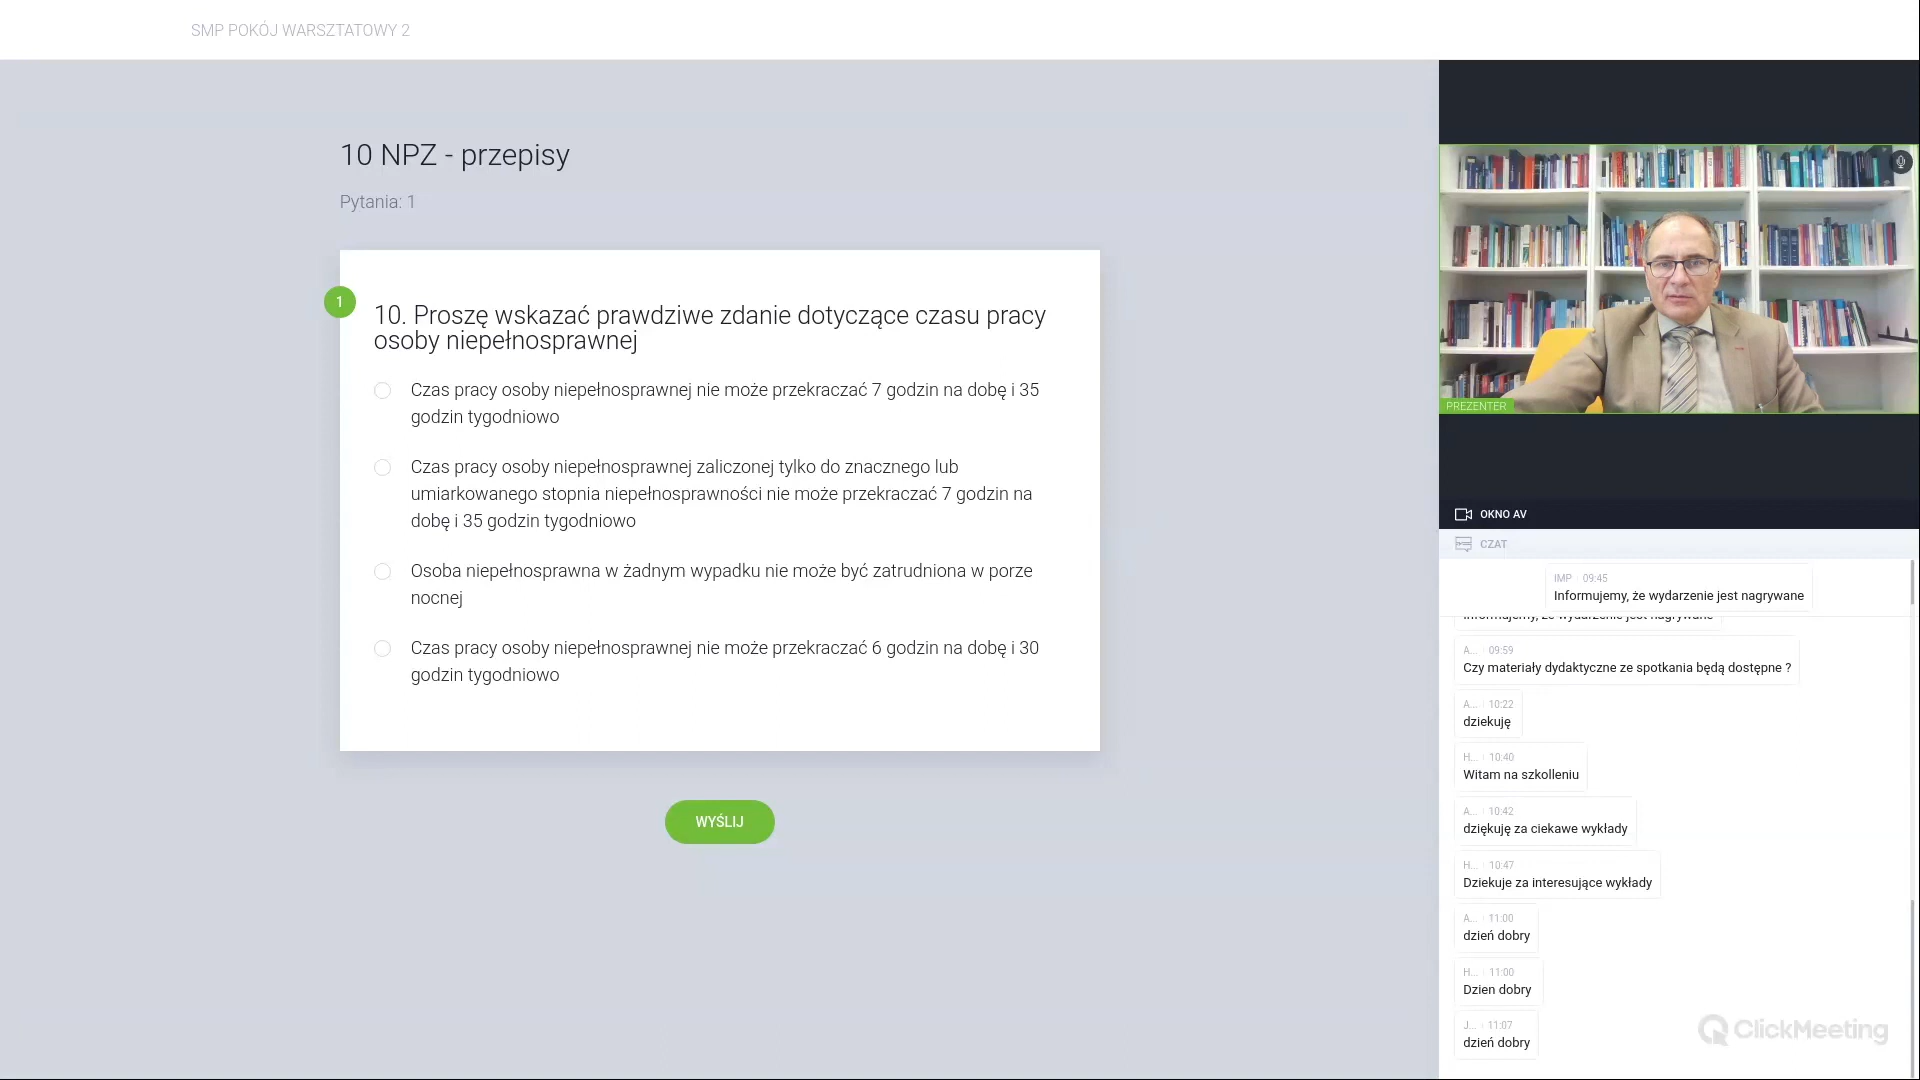 SMP POKÓJ WARSZTATOWY 2
10 NPZ - przepisy
Pytania: 1
1
10. Proszę wskazać prawdziwe zdanie dotyczące czasu pracy
osoby niepełnosprawnej
Czas pracy osoby niepełnosprawnej nie może przekraczać 7 godzin na dobę i 35
godzin tygodniowo
Czas pracy osoby niepełnosprawnej zaliczonej tylko do znacznego lub
umiarkowanego stopnia niepełnosprawności nie może przekraczać 7 godzin na
dobę i 35 godzin tygodniowo
Osoba niepełnosprawna w żadnym wypadku nie może być zatrudniona w porze
nocnej
Czas pracy osoby niepełnosprawnej nie może przekraczać 6 godzin na dobę i 30
godzin tygodniowo
WYŚLIJ
PREZENTER
OKNO AV
CZAT
IMP 09:45
Informujemy, że wydarzenie jest nagrywane
Informujemy, że wydarzenie jest nagrywane
A... 09:59
Czy materiały dydaktyczne ze spotkania będą dostępne ?
A... 10:22
dziekuję
H... 10:40
Witam na szkolleniu
A... 10:42
dziękuję za ciekawe wykłady
H... 10:47
Dziekuje za interesujące wykłady
A... 11:00
dzień dobry
H... 11:00
Dzien dobry
J... 11:07
dzień dobry
ClickMeeting